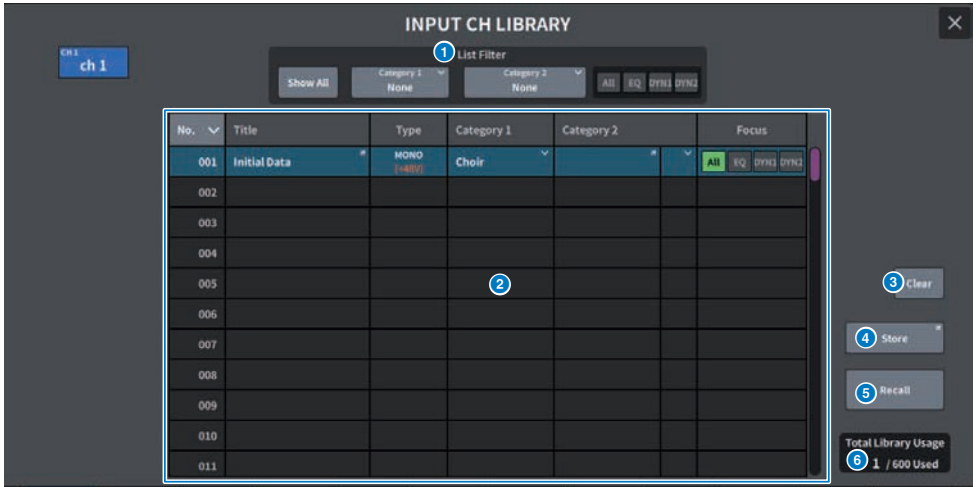 INPUT CH LIBRARY
CH 1
ch 1
1 List Filter
Show All
Category 1
None
Category 2
None
All EQ DYN1 DYN2
No. Title Type Category 1 Category 2 Focus
001 Initial Data MONO [+48V] Choir All EQ DYN1 DYN2
002
003
004
005
2
006
007
008
009
010
011
3 Clear
4 Store
5 Recall
Total Library Usage
6 1 / 600 Used